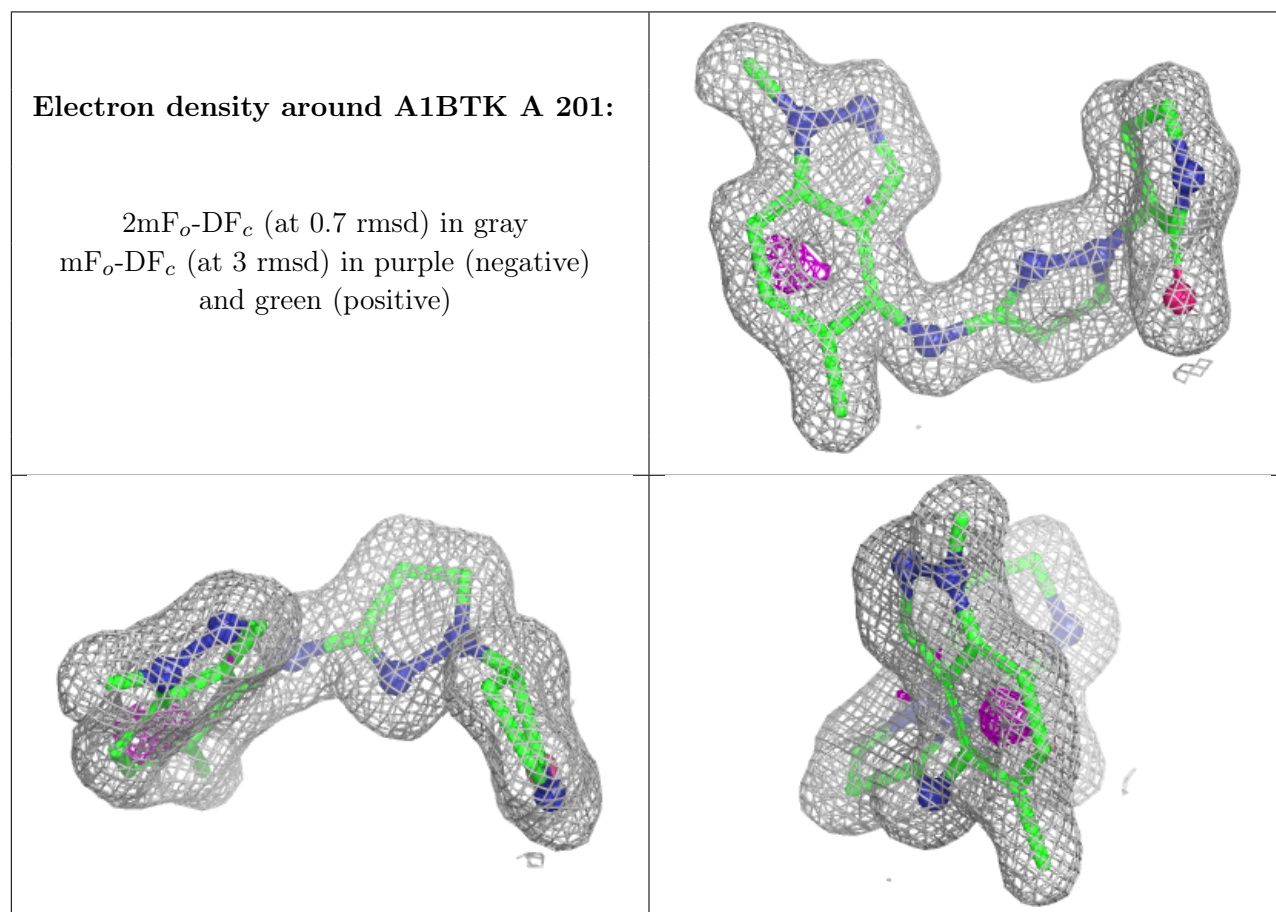 Electron density around A1BTK A 201:
2mFo-DFc (at 0.7 rmsd) in gray
mFo-DFc (at 3 rmsd) in purple (negative)
and green (positive)